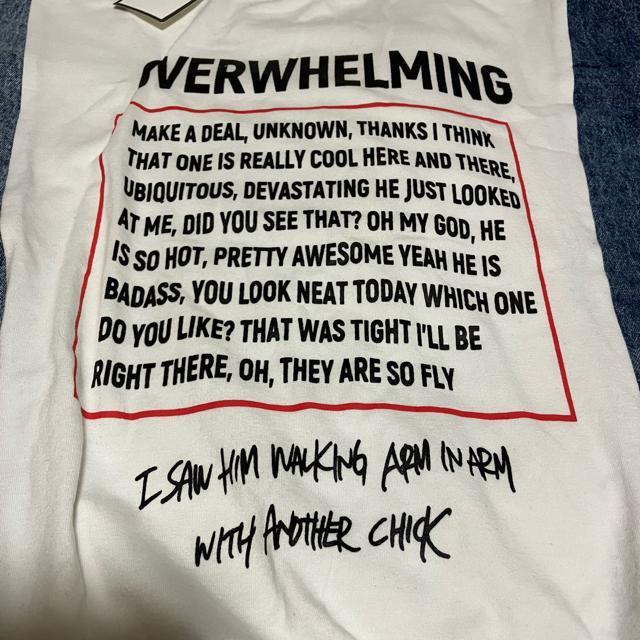 OVERWHELMING
MAKE A DEAL, UNKNOWN, THANKS I THINK
THAT ONE IS REALLY COOL HERE AND THERE,
UBIQUITOUS, DEVASTATING HE JUST LOOKED
AT ME, DID YOU SEE THAT? OH MY GOD, HE
IS SO HOT, PRETTY AWESOME YEAH HE IS
BADASS, YOU LOOK NEAT TODAY WHICH ONE
DO YOU LIKE? THAT WAS TIGHT I'LL BE
RIGHT THERE, OH, THEY ARE SO FLY
I SAW HIM WALKING ARM IN ARM
WITH ANOTHER CHICK